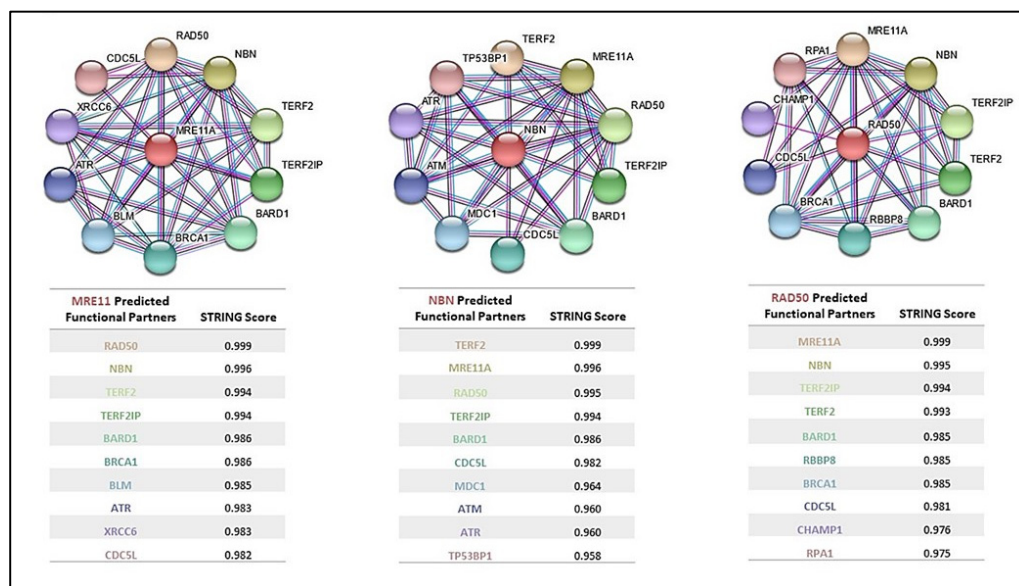 RAD50
CDC5L
NBN
XRCC6
TERF2
MRE11A
TERF2IP
ATR
BLM
BARD1
BRCA1
TERF2
TP53BP1
MRE11A
ATR
RAD50
NBN
ATM
TERF2IP
MDC1
BARD1
CDC5L
MRE11A
RPA1
NBN
CHAMP1
TERF2IP
RAD50
CDC5L
TERF2
BRCA1
BARD1
RBBP8
MRE11 Predicted
Functional Partners STRING Score
RAD50 0.999
NBN 0.996
TERF2 0.994
TERF2IP 0.994
BARD1 0.986
BRCA1 0.986
BLM 0.985
ATR 0.983
XRCC6 0.983
CDC5L 0.982
NBN Predicted
Functional Partners STRING Score
TERF2 0.999
MRE11A 0.996
RAD50 0.995
TERF2IP 0.994
BARD1 0.986
CDC5L 0.982
MDC1 0.964
ATM 0.960
ATR 0.960
TP53BP1 0.958
RAD50 Predicted
Functional Partners STRING Score
MRE11A 0.999
NBN 0.995
TERF2IP 0.994
TERF2 0.993
BARD1 0.985
RBBP8 0.985
BRCA1 0.985
CDC5L 0.981
CHAMP1 0.976
RPA1 0.975